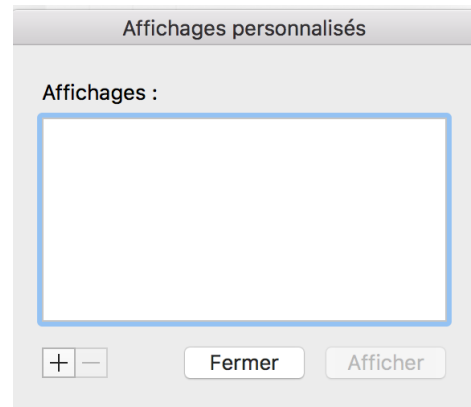 Affichages personnalisés
Affichages :
+ −
Fermer Afficher